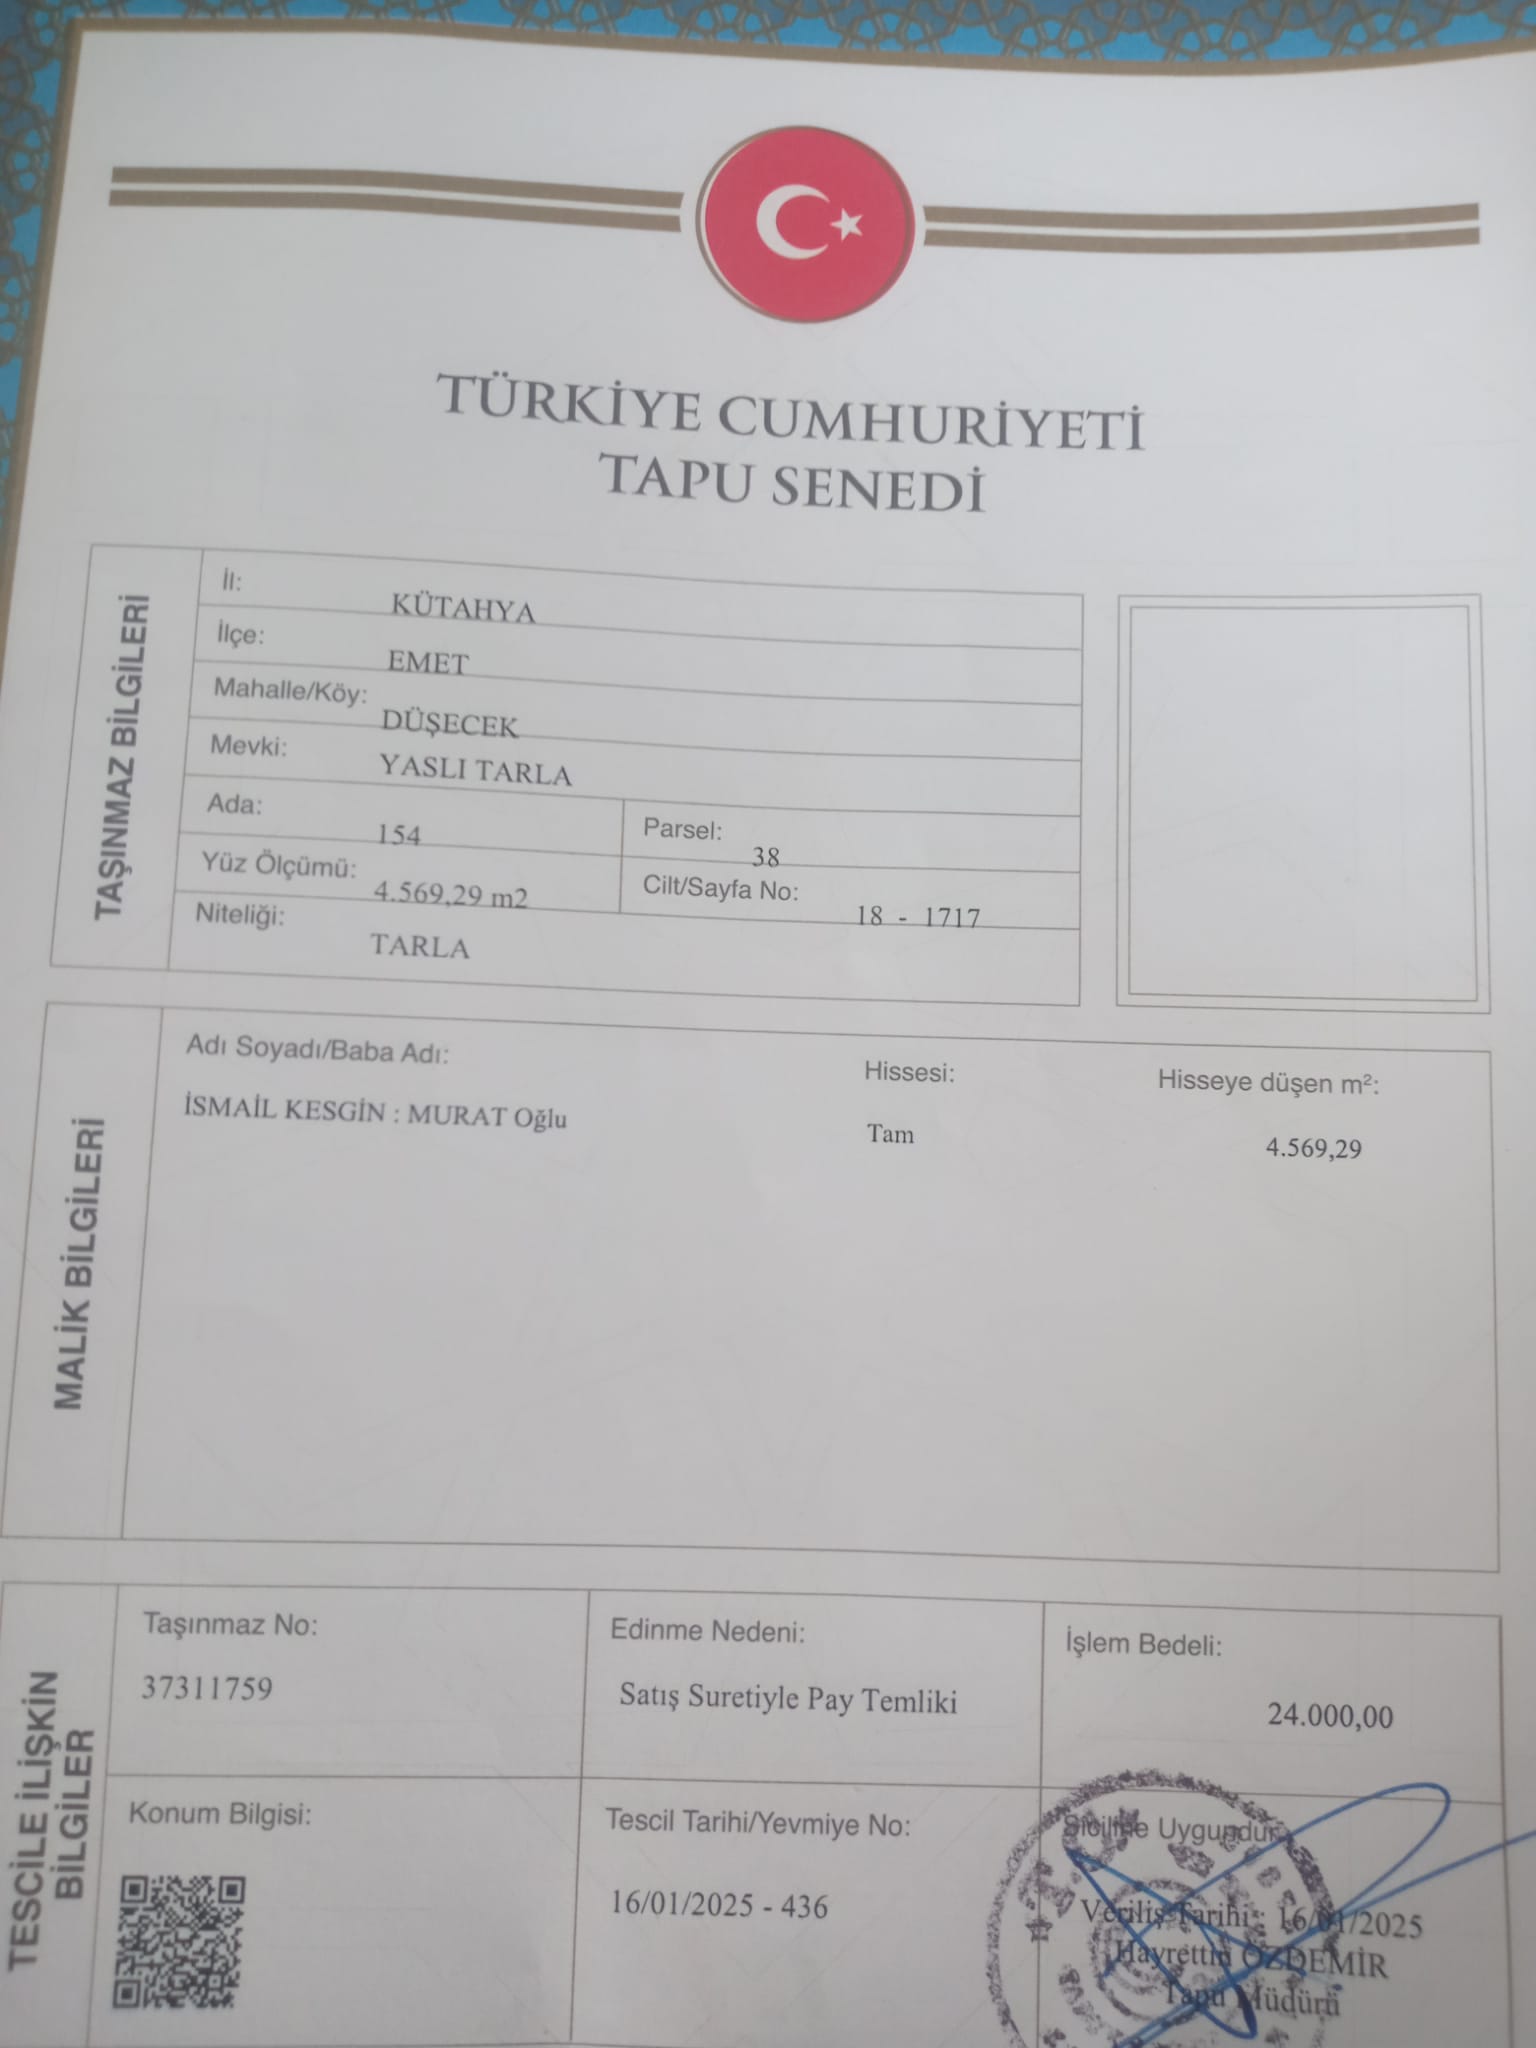 TÜRKİYE CUMHURİYETİ
TAPU SENEDİ
TAŞINMAZ BİLGİLERİ
İl: KÜTAHYA
İlçe: EMET
Mahalle/Köy: DÜŞECEK
Mevki: YASLI TARLA
Ada: 154 Parsel: 38
Yüz Ölçümü: 4.569,29 m2 Cilt/Sayfa No: 18 - 1717
Niteliği: TARLA
MALİK BİLGİLERİ
Adı Soyadı/Baba Adı: Hissesi: Hisseye düşen m²:
İSMAİL KESGİN : MURAT Oğlu Tam 4.569,29
TESCİLE İLİŞKİN
BİLGİLER
Taşınmaz No: Edinme Nedeni: İşlem Bedeli:
37311759 Satış Suretiyle Pay Temliki 24.000,00
Konum Bilgisi: Tescil Tarihi/Yevmiye No: Siciline Uygundur
16/01/2025 - 436
Veriliş Tarihi : 16/01/2025
Hayrettin ÖZDEMİR
Tapu Müdürü